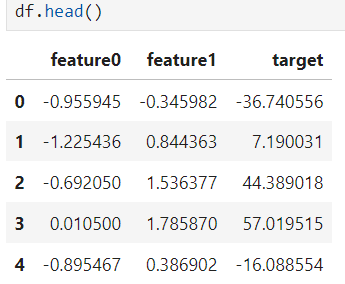 df.head()
feature0 feature1 target
0 -0.955945 -0.345982 -36.740556
1 -1.225436 0.844363 7.190031
2 -0.692050 1.536377 44.389018
3 0.010500 1.785870 57.019515
4 -0.895467 0.386902 -16.088554